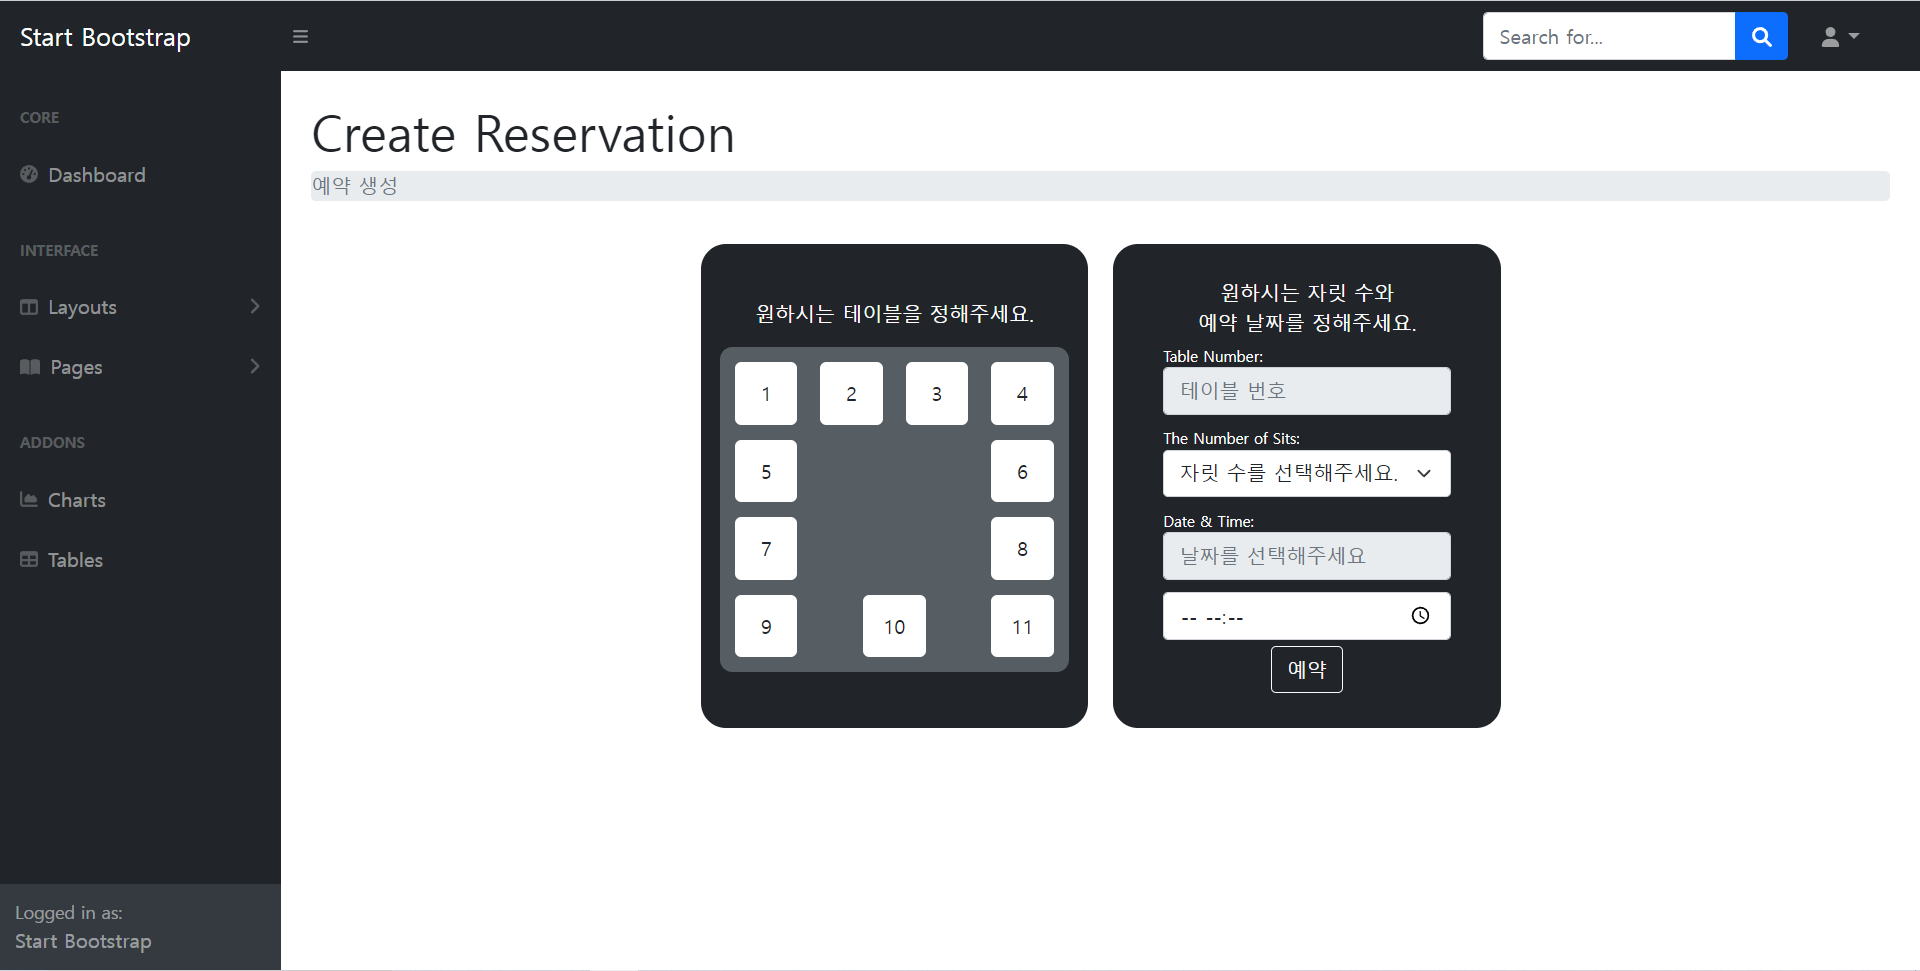 Start Bootstrap
Search for...
CORE
Dashboard
INTERFACE
Layouts
Pages
ADDONS
Charts
Tables
Logged in as:
Start Bootstrap
Create Reservation
예약 생성
원하시는 테이블을 정해주세요.
1 2 3 4
5 6
7 8
9 10 11
원하시는 자릿 수와
예약 날짜를 정해주세요.
Table Number:
테이블 번호
The Number of Sits:
자릿 수를 선택해주세요.
Date & Time:
날짜를 선택해주세요
-- --:--
예약